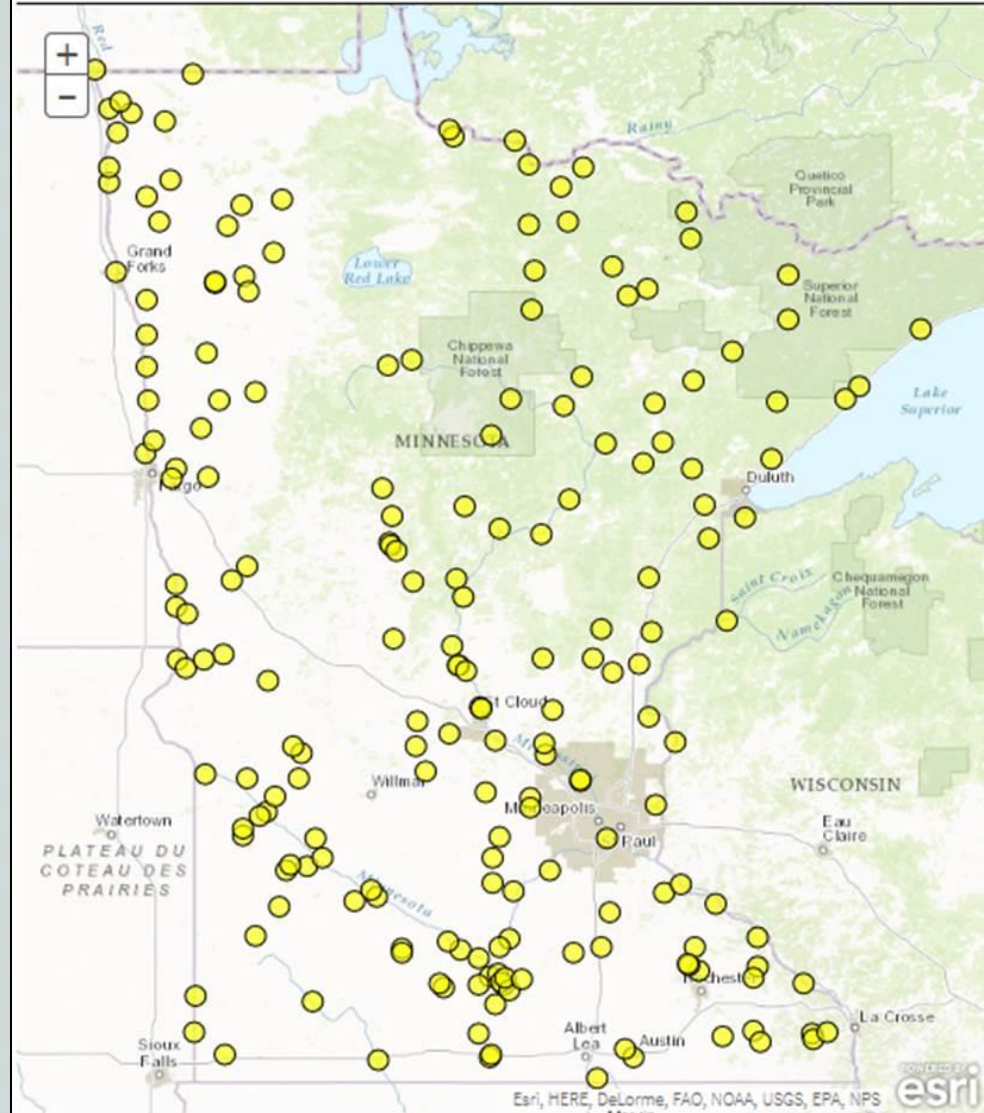 +
−
Red
Rainy
Quetico
Provincial
Park
Grand
Forks
Lower
Red Lake
Superior
National
Forest
Chippewa
National
Forest
Lake
Superior
MINNESOTA
Duluth
Fargo
Saint Croix
Chequamegon
National
Forest
Namekagon
St Cloud
Willmar
WISCONSIN
Minneapolis
Watertown
Eau
Claire
St Paul
PLATEAU DU
COTEAU DES
PRAIRIES
Minnesota
Rochester
La Crosse
Albert
Lea
Austin
Sioux
Falls
POWERED BY
esri
Esri, HERE, DeLorme, FAO, NOAA, USGS, EPA, NPS